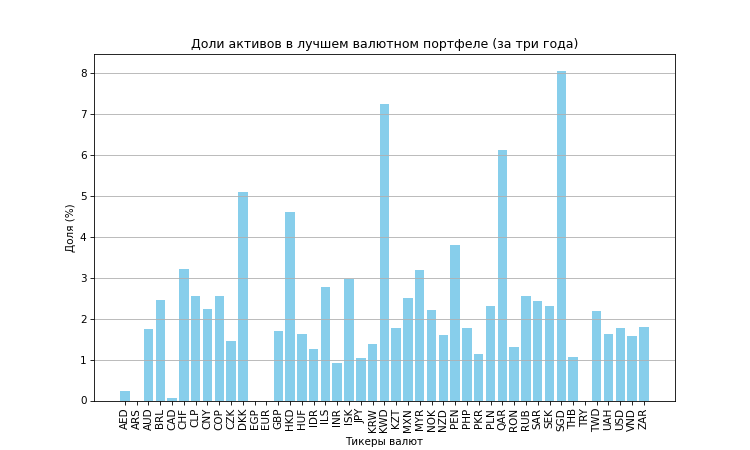 Доли активов в лучшем валютном портфеле (за три года)
Доля (%)
8
7
6
5
4
3
2
1
0
AED ARS AUD BRL CAD CHF CLP CNY COP CZK DKK EGP EUR GBP HKD HUF IDR ILS INR ISK JPY KRW KWD KZT MXN MYR NOK NZD PEN PHP PKR PLN QAR RON RUB SAR SEK SGD THB TRY TWD UAH USD VND ZAR
Тикеры валют